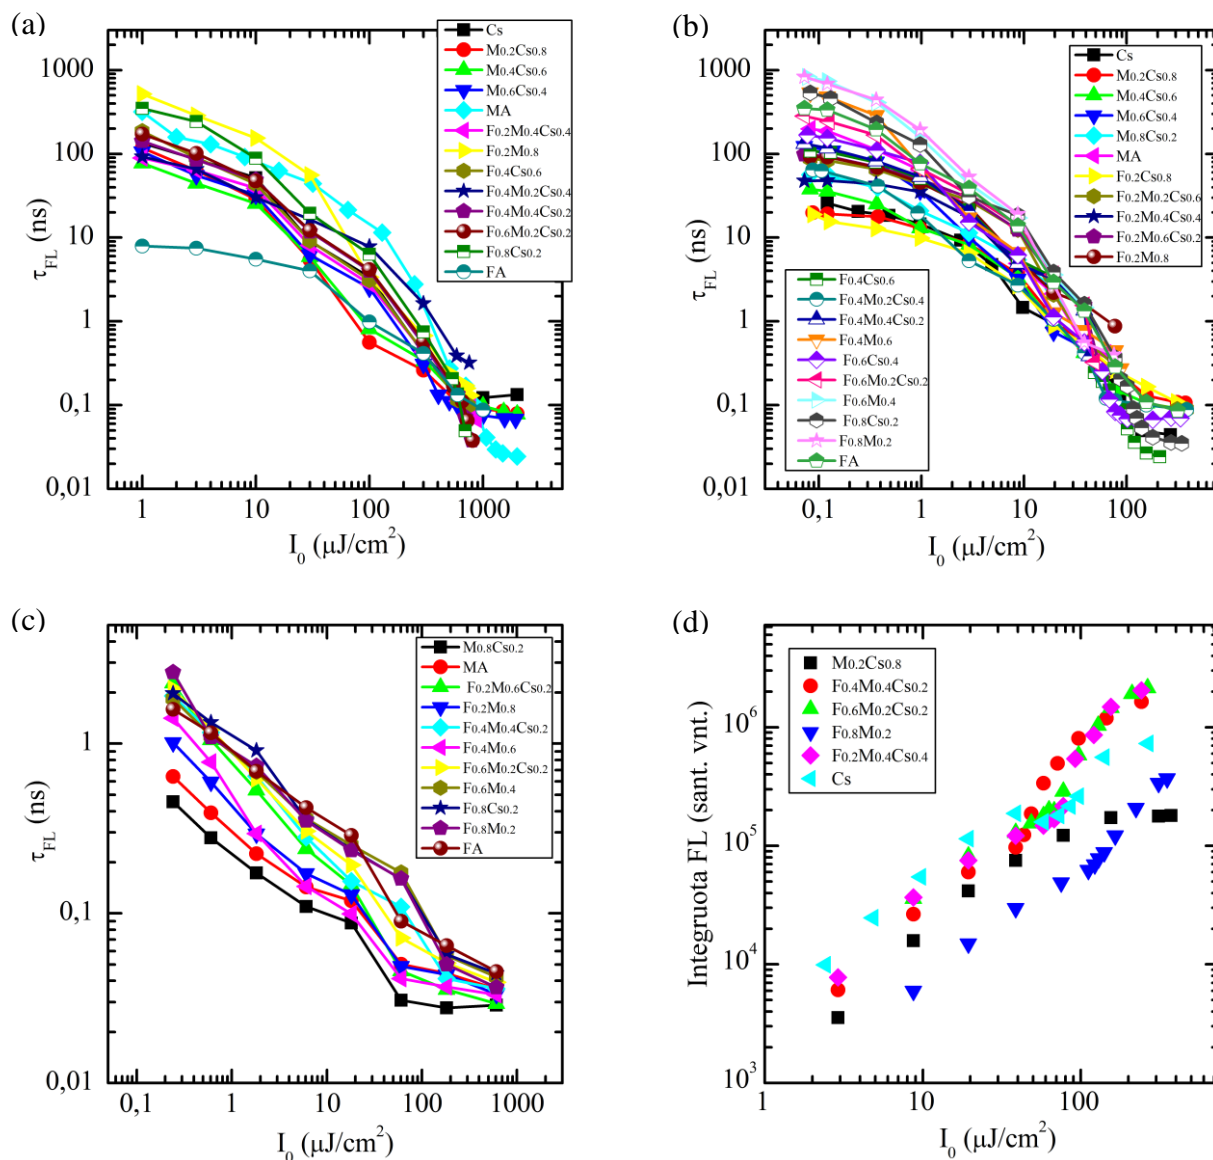 (a)
1000
100
10
1
0,1
0,01
τFL (ns)
1
10
100
1000
I0 (μJ/cm2)
Cs
M0.2Cs0.8
M0.4Cs0.6
M0.6Cs0.4
MA
F0.2M0.4Cs0.4
F0.2M0.8
F0.4Cs0.6
F0.4M0.2Cs0.4
F0.4M0.4Cs0.2
F0.6M0.2Cs0.2
F0.8Cs0.2
FA
(b)
1000
100
10
1
0,1
0,01
τFL (ns)
0,1
1
10
100
I0 (μJ/cm2)
Cs
M0.2Cs0.8
M0.4Cs0.6
M0.6Cs0.4
M0.8Cs0.2
MA
F0.2Cs0.8
F0.2M0.2Cs0.6
F0.2M0.4Cs0.4
F0.2M0.6Cs0.2
F0.2M0.8
F0.4Cs0.6
F0.4M0.2Cs0.4
F0.4M0.4Cs0.2
F0.4M0.6
F0.6Cs0.4
F0.6M0.2Cs0.2
F0.6M0.4
F0.8Cs0.2
F0.8M0.2
FA
(c)
1
0,1
0,01
τFL (ns)
0,1
1
10
100
1000
I0 (μJ/cm2)
M0.8Cs0.2
MA
F0.2M0.6Cs0.2
F0.2M0.8
F0.4M0.4Cs0.2
F0.4M0.6
F0.6M0.2Cs0.2
F0.6M0.4
F0.8Cs0.2
F0.8M0.2
FA
(d)
10^6
10^5
10^4
10^3
Integruota FL (sant. vnt.)
1
10
100
I0 (μJ/cm2)
M0.2Cs0.8
F0.4M0.4Cs0.2
F0.6M0.2Cs0.2
F0.8M0.2
F0.2M0.4Cs0.4
Cs